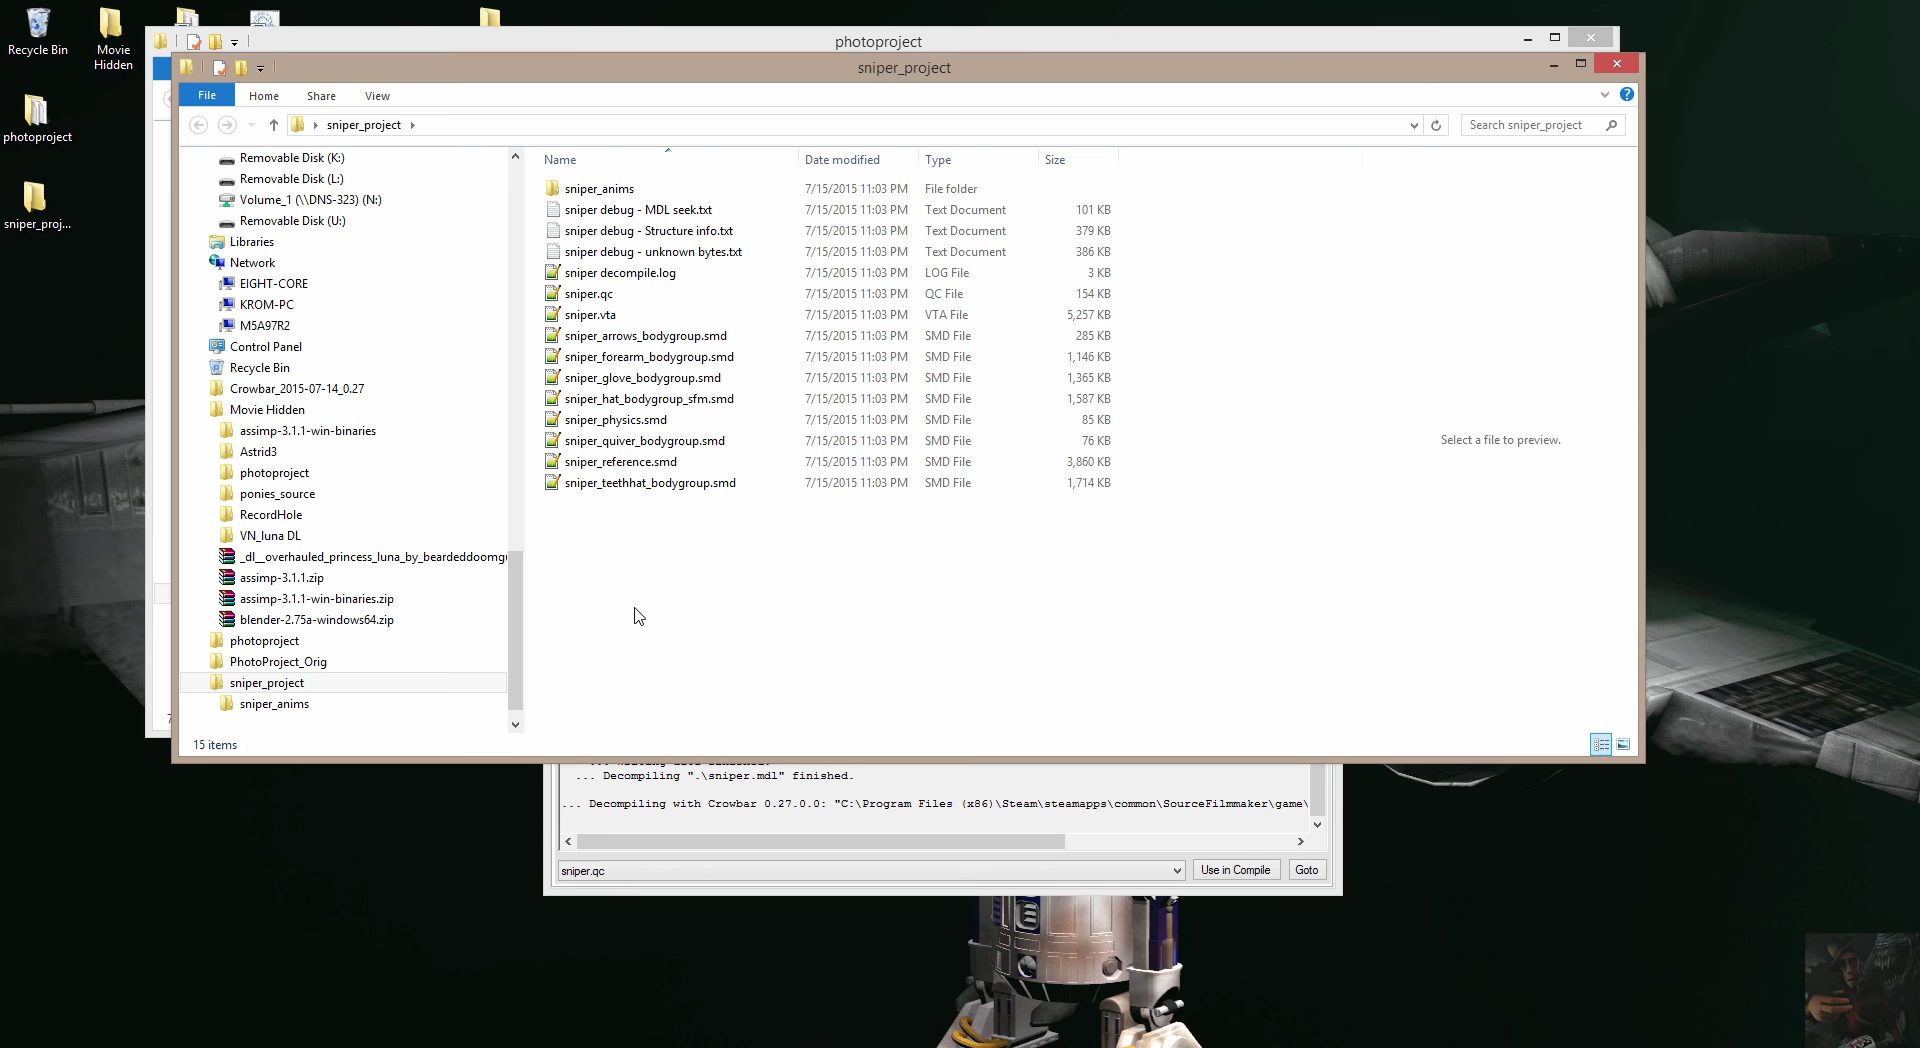 Recycle Bin
Movie
Hidden
photoproject
sniper_proj...
photoproject
sniper_project
File
Home
Share
View
sniper_project
Search sniper_project
Removable Disk (K:)
Removable Disk (L:)
Volume_1 (\\DNS-323) (N:)
Removable Disk (U:)
Libraries
Network
EIGHT-CORE
KROM-PC
M5A97R2
Control Panel
Recycle Bin
Crowbar_2015-07-14_0.27
Movie Hidden
assimp-3.1.1-win-binaries
Astrid3
photoproject
ponies_source
RecordHole
VN_luna DL
_dl__overhauled_princess_luna_by_beardeddoomgu
assimp-3.1.1.zip
assimp-3.1.1-win-binaries.zip
blender-2.75a-windows64.zip
photoproject
PhotoProject_Orig
sniper_project
sniper_anims
Name Date modified Type Size
sniper_anims 7/15/2015 11:03 PM File folder
sniper debug - MDL seek.txt 7/15/2015 11:03 PM Text Document 101 KB
sniper debug - Structure info.txt 7/15/2015 11:03 PM Text Document 379 KB
sniper debug - unknown bytes.txt 7/15/2015 11:03 PM Text Document 386 KB
sniper decompile.log 7/15/2015 11:03 PM LOG File 3 KB
sniper.qc 7/15/2015 11:03 PM QC File 154 KB
sniper.vta 7/15/2015 11:03 PM VTA File 5,257 KB
sniper_arrows_bodygroup.smd 7/15/2015 11:03 PM SMD File 285 KB
sniper_forearm_bodygroup.smd 7/15/2015 11:03 PM SMD File 1,146 KB
sniper_glove_bodygroup.smd 7/15/2015 11:03 PM SMD File 1,365 KB
sniper_hat_bodygroup_sfm.smd 7/15/2015 11:03 PM SMD File 1,587 KB
sniper_physics.smd 7/15/2015 11:03 PM SMD File 85 KB
sniper_quiver_bodygroup.smd 7/15/2015 11:03 PM SMD File 76 KB
sniper_reference.smd 7/15/2015 11:03 PM SMD File 3,860 KB
sniper_teethhat_bodygroup.smd 7/15/2015 11:03 PM SMD File 1,714 KB
Select a file to preview.
15 items
... Decompiling ".\sniper.mdl" finished.
... Decompiling with Crowbar 0.27.0.0: "C:\Program Files (x86)\Steam\steamapps\common\SourceFilmmaker\game\
sniper.qc
Use in Compile
Goto